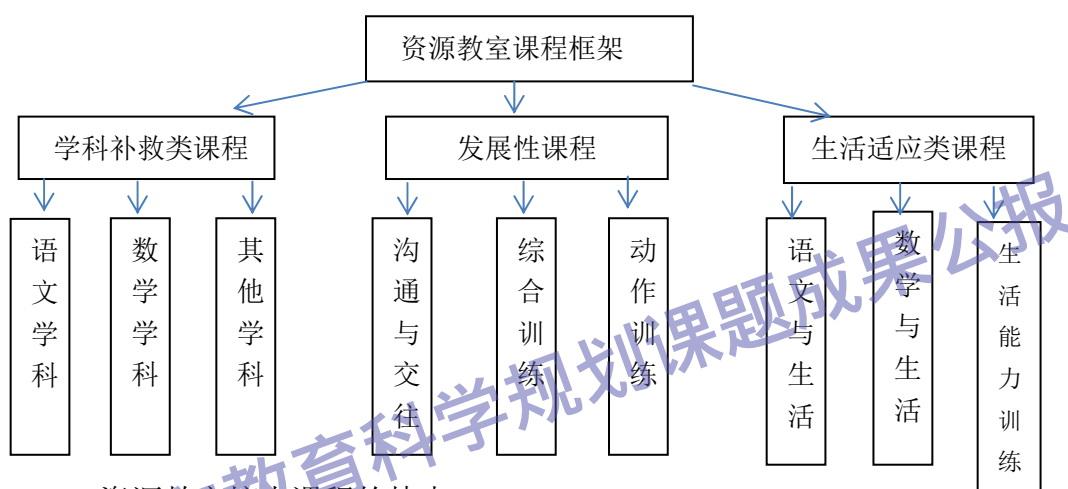 资源教室课程框架
学科补救类课程
发展性课程
生活适应类课程
语文学科
数学学科
其他学科
沟通与交往
综合训练
动作训练
语文与生活
数学与生活
生活能力训练
教育科学规划课题成果公报